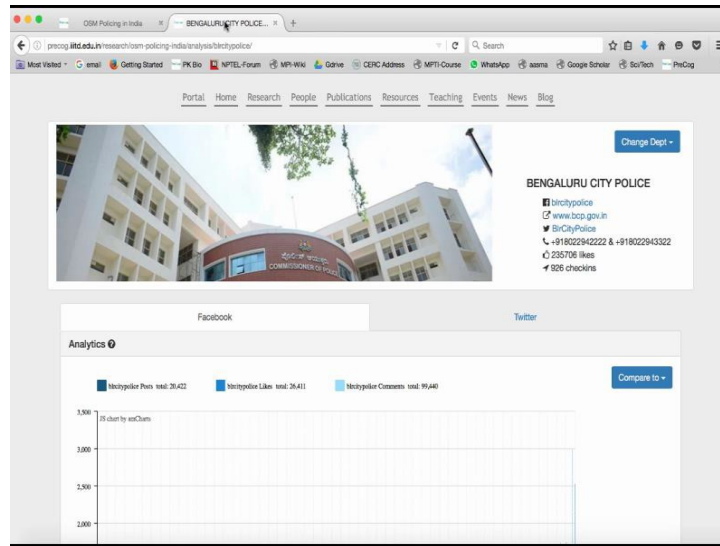 OSM Policing in India
BENGALURU CITY POLICE...
precog.iiitd.edu.in/research/osm-policing-india/analysis/blrcitypolice/
Search
Most Visited
email
Getting Started
PK Bio
NPTEL-Forum
MPI-Wiki
Gdrive
CERC Address
MPTI-Course
WhatsApp
aasma
Google Scholar
Sci/Tech
PreCog
Portal Home Research People Publications Resources Teaching Events News Blog
Change Dept
COMMISSIONER OF POLICE
BENGALURU CITY POLICE
blrcitypolice
www.bcp.gov.in
BlrCityPolice
+918022942222 & +918022943322
235706 likes
926 checkins
Facebook
Twitter
Analytics
Compare to
blrcitypolice Posts total: 20,422
blrcitypolice Likes total: 26,411
blrcitypolice Comments total: 99,440
3,500
JS chart by amCharts
3,000
2,500
2,000